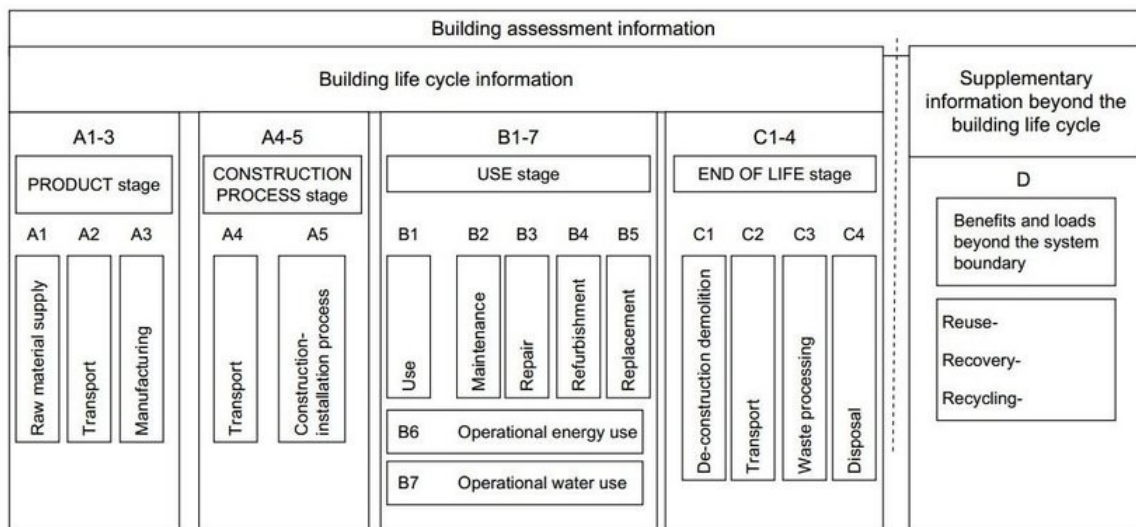 Building assessment information
Building life cycle information
Supplementary
information beyond the
building life cycle
A1-3
PRODUCT stage
A1
A2
A3
Raw material supply
Transport
Manufacturing
A4-5
CONSTRUCTION
PROCESS stage
A4
A5
Transport
Construction-
installation process
B1-7
USE stage
B1
B2
B3
B4
B5
Use
Maintenance
Repair
Refurbishment
Replacement
B6 Operational energy use
B7 Operational water use
C1-4
END OF LIFE stage
C1
C2
C3
C4
De-construction demolition
Transport
Waste processing
Disposal
D
Benefits and loads
beyond the system
boundary
Reuse-
Recovery-
Recycling-